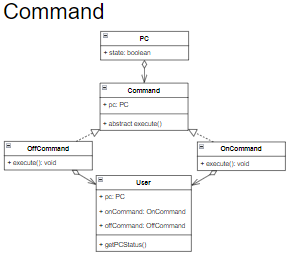 Command
PC
+ state: boolean
Command
+ pc: PC
+ abstract execute()
OffCommand
+ execute(): void
OnCommand
+ execute(): void
User
+ pc: PC
+ onCommand: OnCommand
+ offCommand: OffCommand
+ getPCStatus()